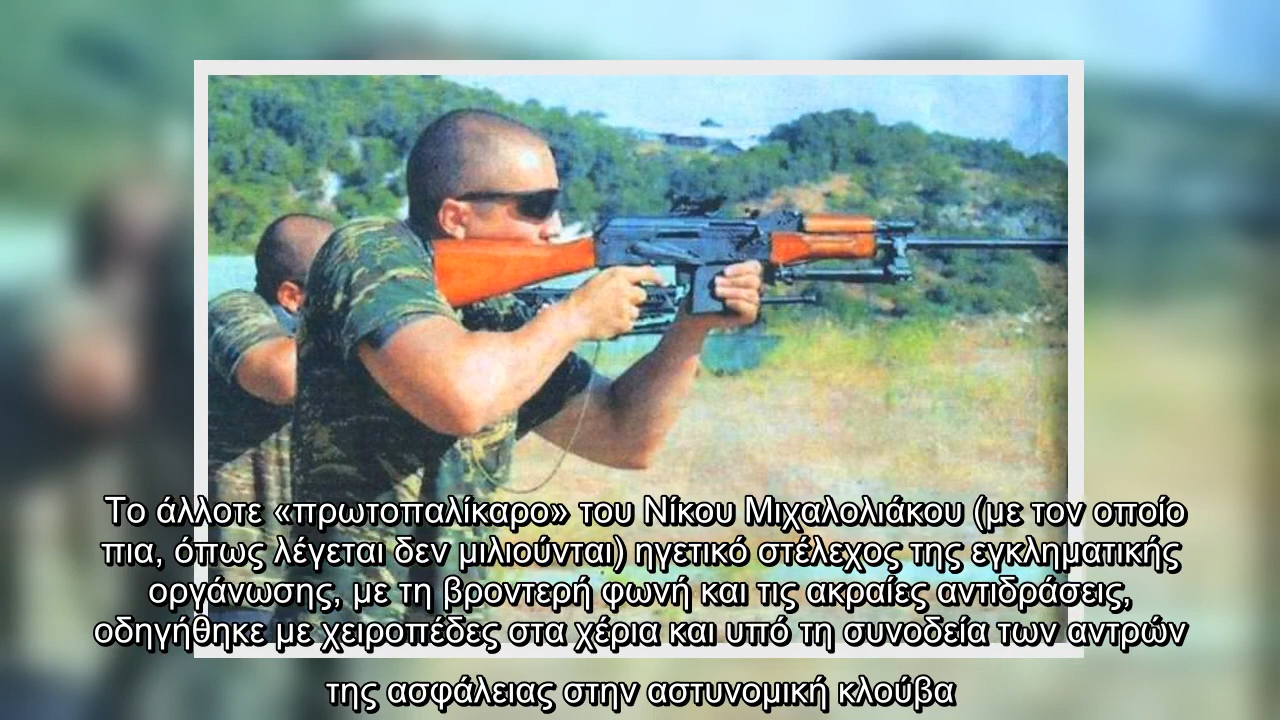 Το άλλοτε «πρωτοπαλίκαρο» του Νίκου Μιχαλολιάκου (με τον οποίο
πια, όπως λέγεται δεν μιλιούνται) ηγετικό στέλεχος της εγκληματικής
οργάνωσης, με τη βροντερή φωνή και τις ακραίες αντιδράσεις,
οδηγήθηκε με χειροπέδες στα χέρια και υπό τη συνοδεία των αντρών
της ασφάλειας στην αστυνομική κλούβα